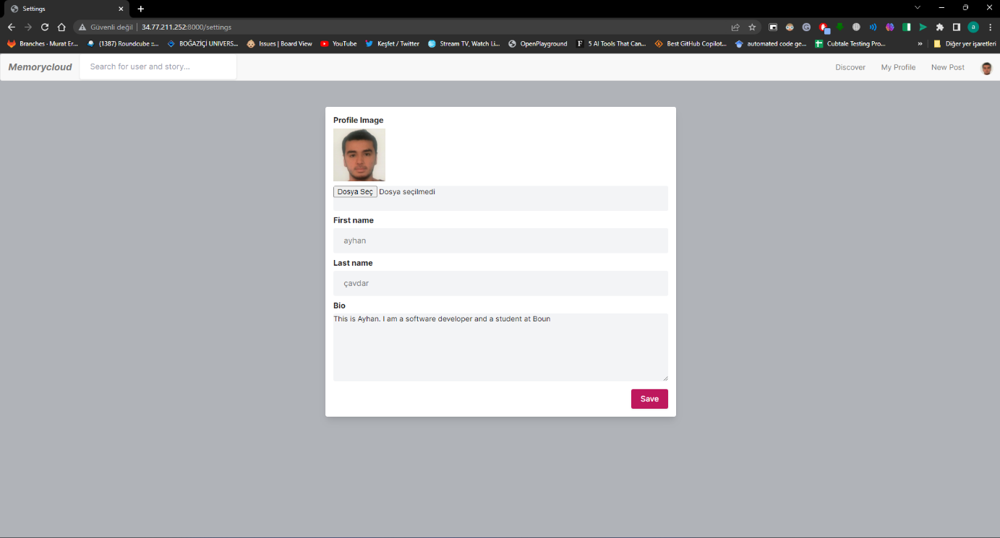 Settings
Güvenli değil 34.77.211.252:8000/settings
Branches · Murat Er... (1387) Roundcube ::... BOĞAZİÇİ UNIVERS... Issues | Board View YouTube Keşfet / Twitter Stream TV, Watch Li... OpenPlayground 5 AI Tools That Can... Best GitHub Copilot... automated code ge... Cubtale Testing Pro... » Diğer yer işaretleri
Memorycloud Search for user and story... Discover My Profile New Post
Profile Image
Dosya Seç Dosya seçilmedi
First name
ayhan
Last name
çavdar
Bio
This is Ayhan. I am a software developer and a student at Boun
Save